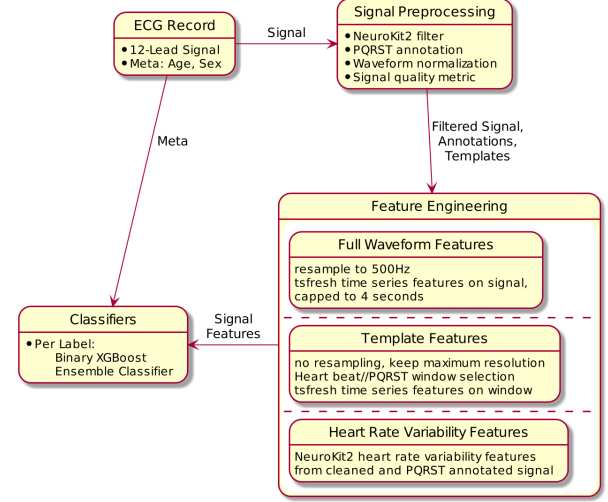 ECG Record
•12-Lead Signal
•Meta: Age, Sex
Signal
Signal Preprocessing
•NeuroKit2 filter
•PQRST annotation
•Waveform normalization
•Signal quality metric
Meta
Filtered Signal,
Annotations,
Templates
Feature Engineering
Full Waveform Features
resample to 500Hz
tsfresh time series features on signal,
capped to 4 seconds
Template Features
no resampling, keep maximum resolution
Heart beat//PQRST window selection
tsfresh time series features on window
Heart Rate Variability Features
NeuroKit2 heart rate variability features
from cleaned and PQRST annotated signal
Signal
Features
Classifiers
•Per Label:
Binary XGBoost
Ensemble Classifier